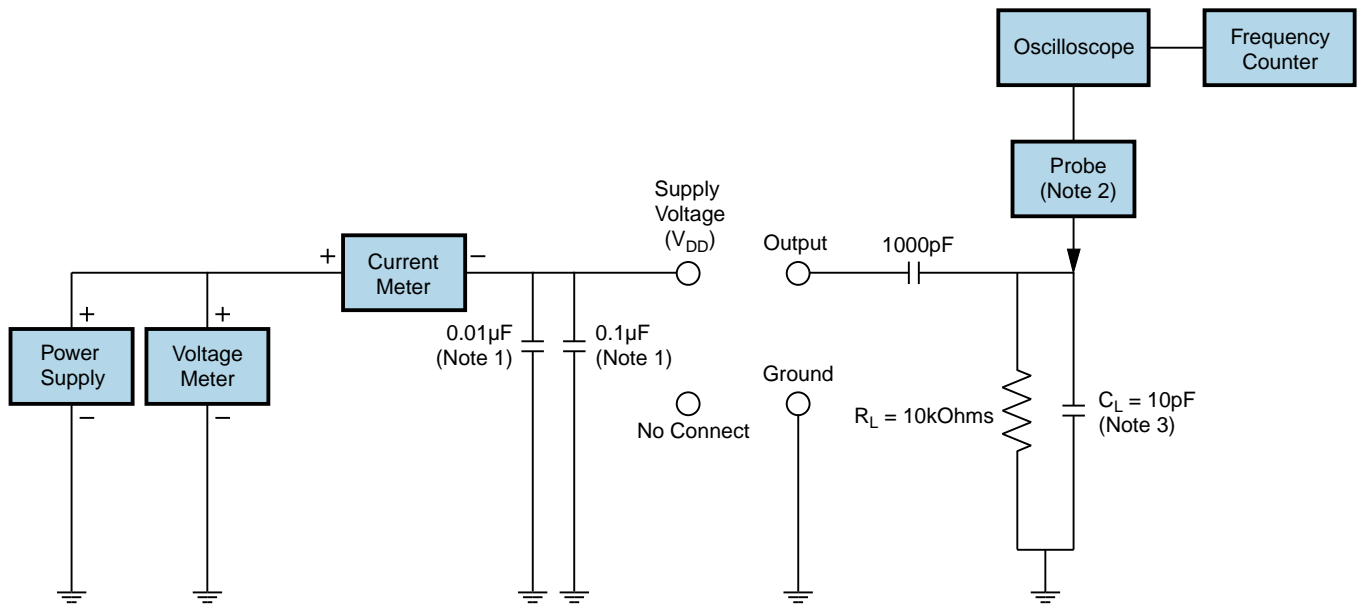 Oscilloscope
Frequency
Counter
Probe
(Note 2)
Supply
Voltage
(V_DD)
Output
1000pF
+
Current
Meter
−
+
Power
Supply
−
+
Voltage
Meter
−
0.01µF
(Note 1)
0.1µF
(Note 1)
No Connect
Ground
R_L = 10kOhms
C_L = 10pF
(Note 3)